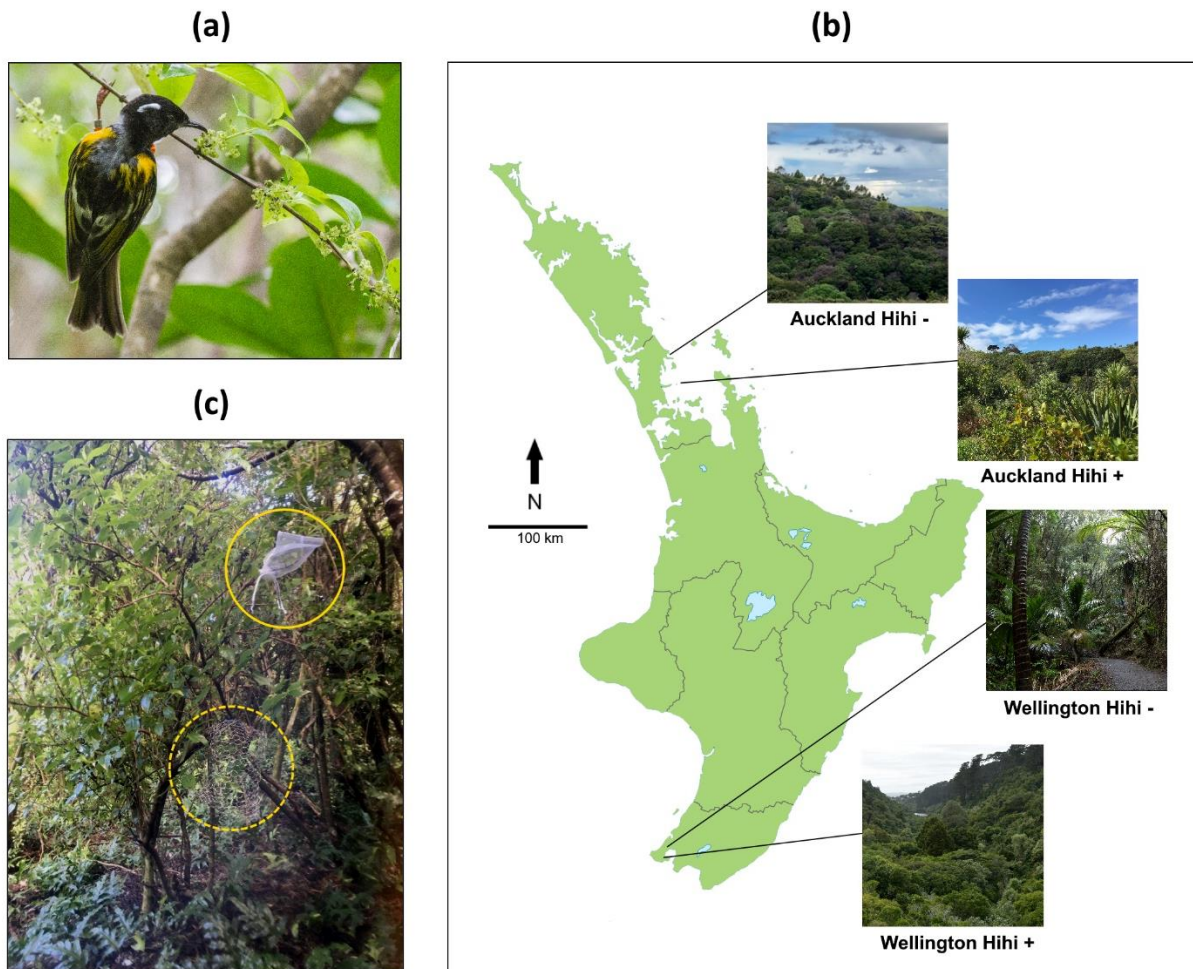 (a)
(b)
Auckland Hihi -
Auckland Hihi +
(c)
N
100 km
Wellington Hihi -
Wellington Hihi +